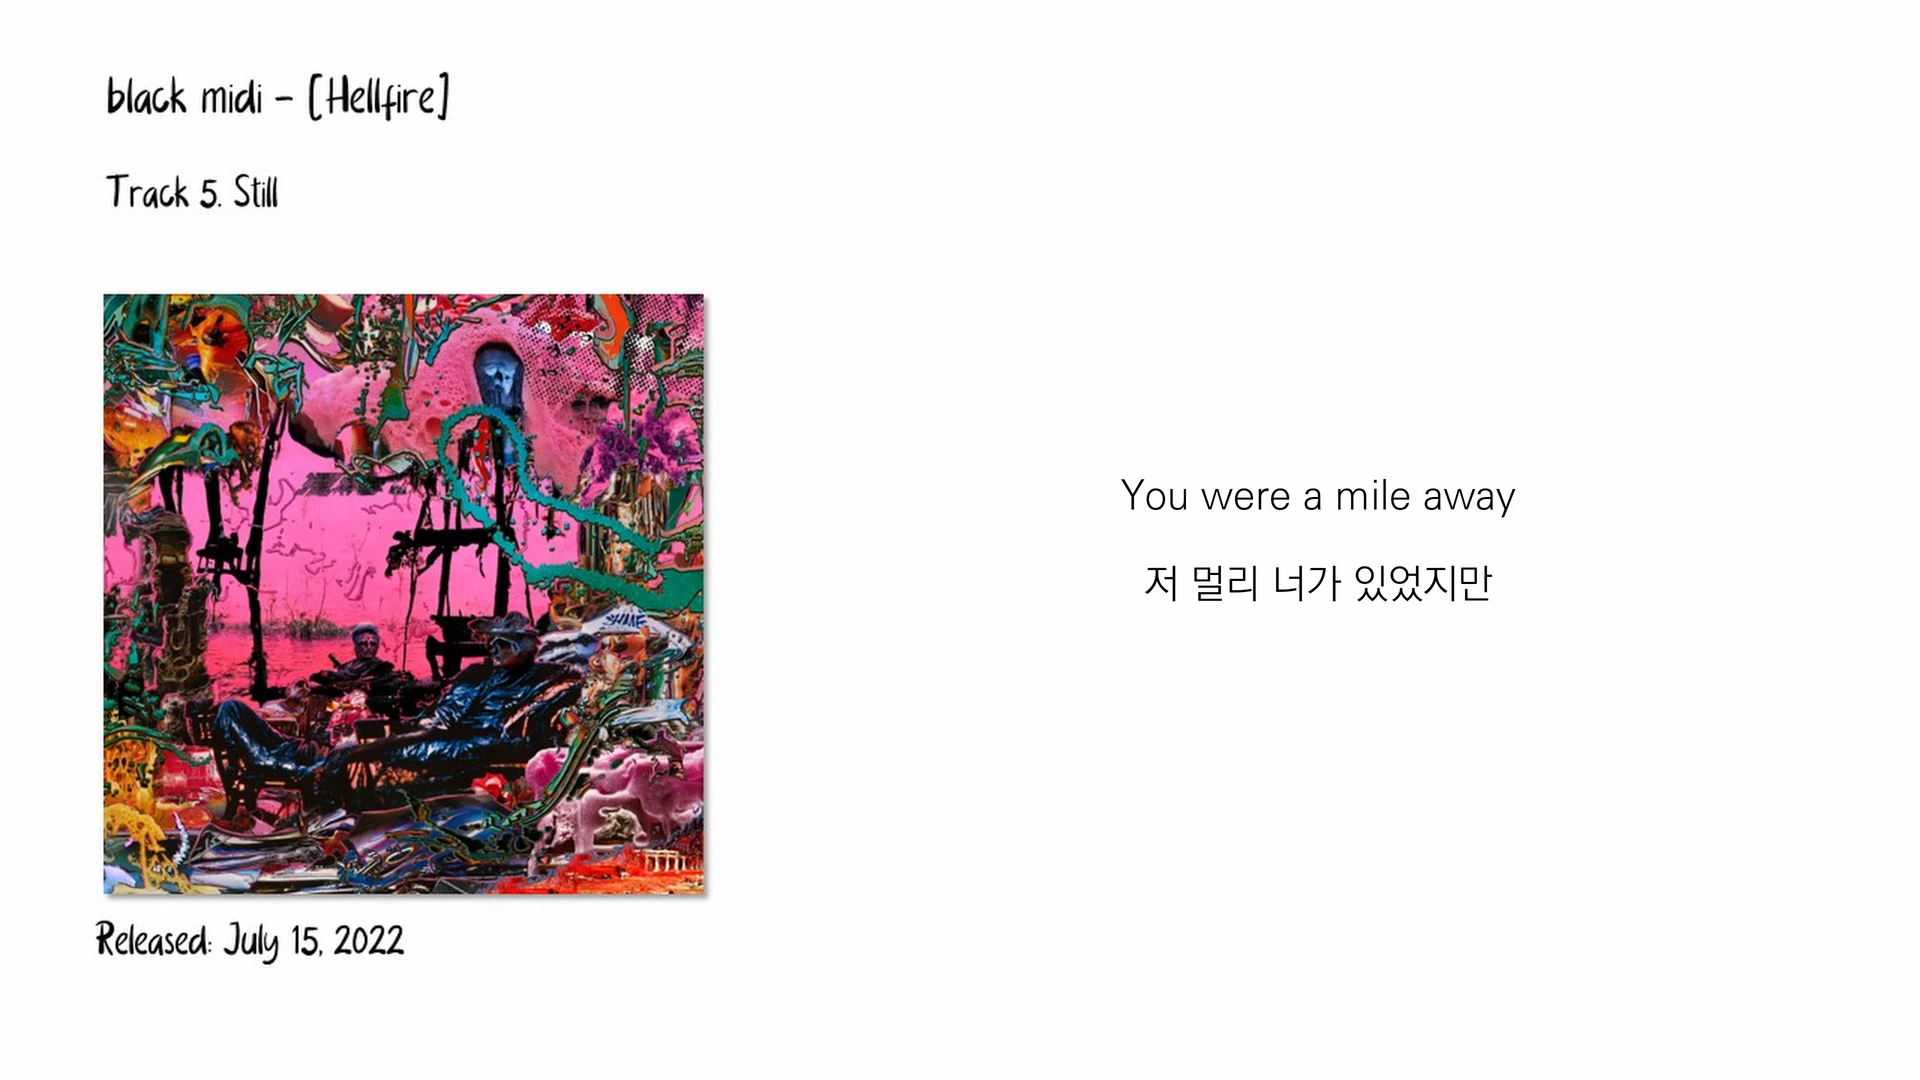 black midi - [Hellfire]
Track 5. Still
SHAME
Released: July 15, 2022
You were a mile away
저 멀리 너가 있었지만